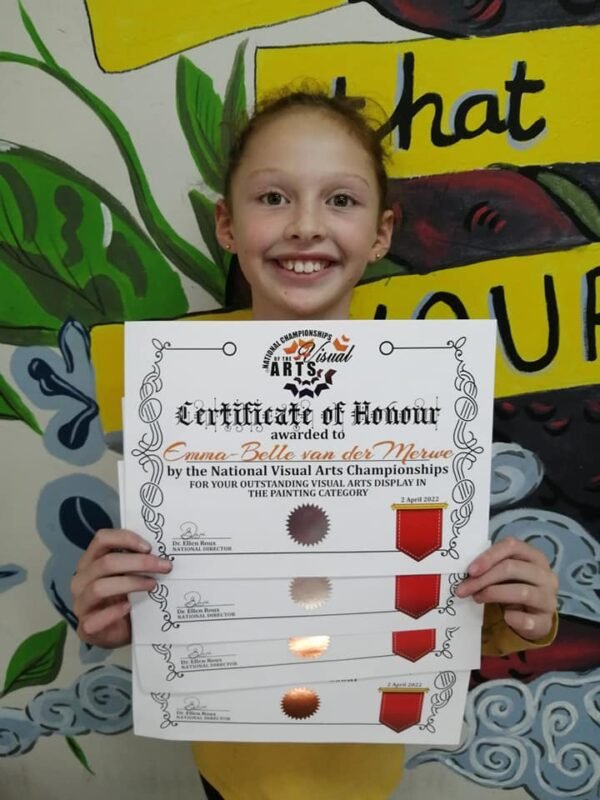 that
YOUR
NATIONAL CHAMPIONSHIPS
OF THE Visual
ARTS
Certificate of Honour
awarded to
Emma-Belle van der Merwe
by the National Visual Arts Championships
FOR YOUR OUTSTANDING VISUAL ARTS DISPLAY IN
THE PAINTING CATEGORY
2 April 2022
Dr. Ellen Roux
NATIONAL DIRECTOR
Dr. Ellen Roux
NATIONAL DIRECTOR
Dr. Ellen Roux
NATIONAL DIRECTOR
2 April 2022
Dr. Ellen Roux
NATIONAL DIRECTOR